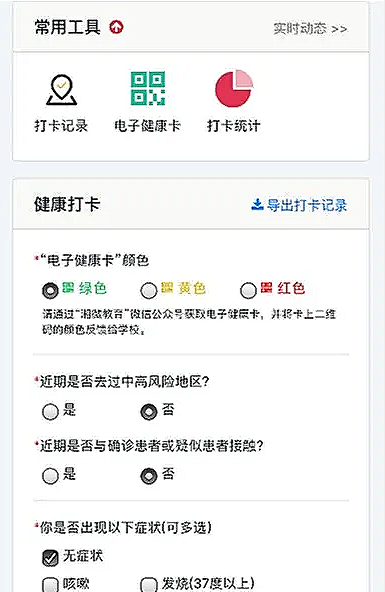 常用工具
实时动态 >>
打卡记录 电子健康卡 打卡统计
健康打卡
导出打卡记录
*“电子健康卡”颜色
绿色 黄色 红色
请通过“湘微教育”微信公众号获取电子健康卡，并将卡上二维
码的颜色反馈给学校。
*近期是否去过中高风险地区?
是 否
*近期是否与确诊患者或疑似患者接触?
是 否
*你是否出现以下症状(可多选)
无症状
咳嗽 发烧(37度以上)